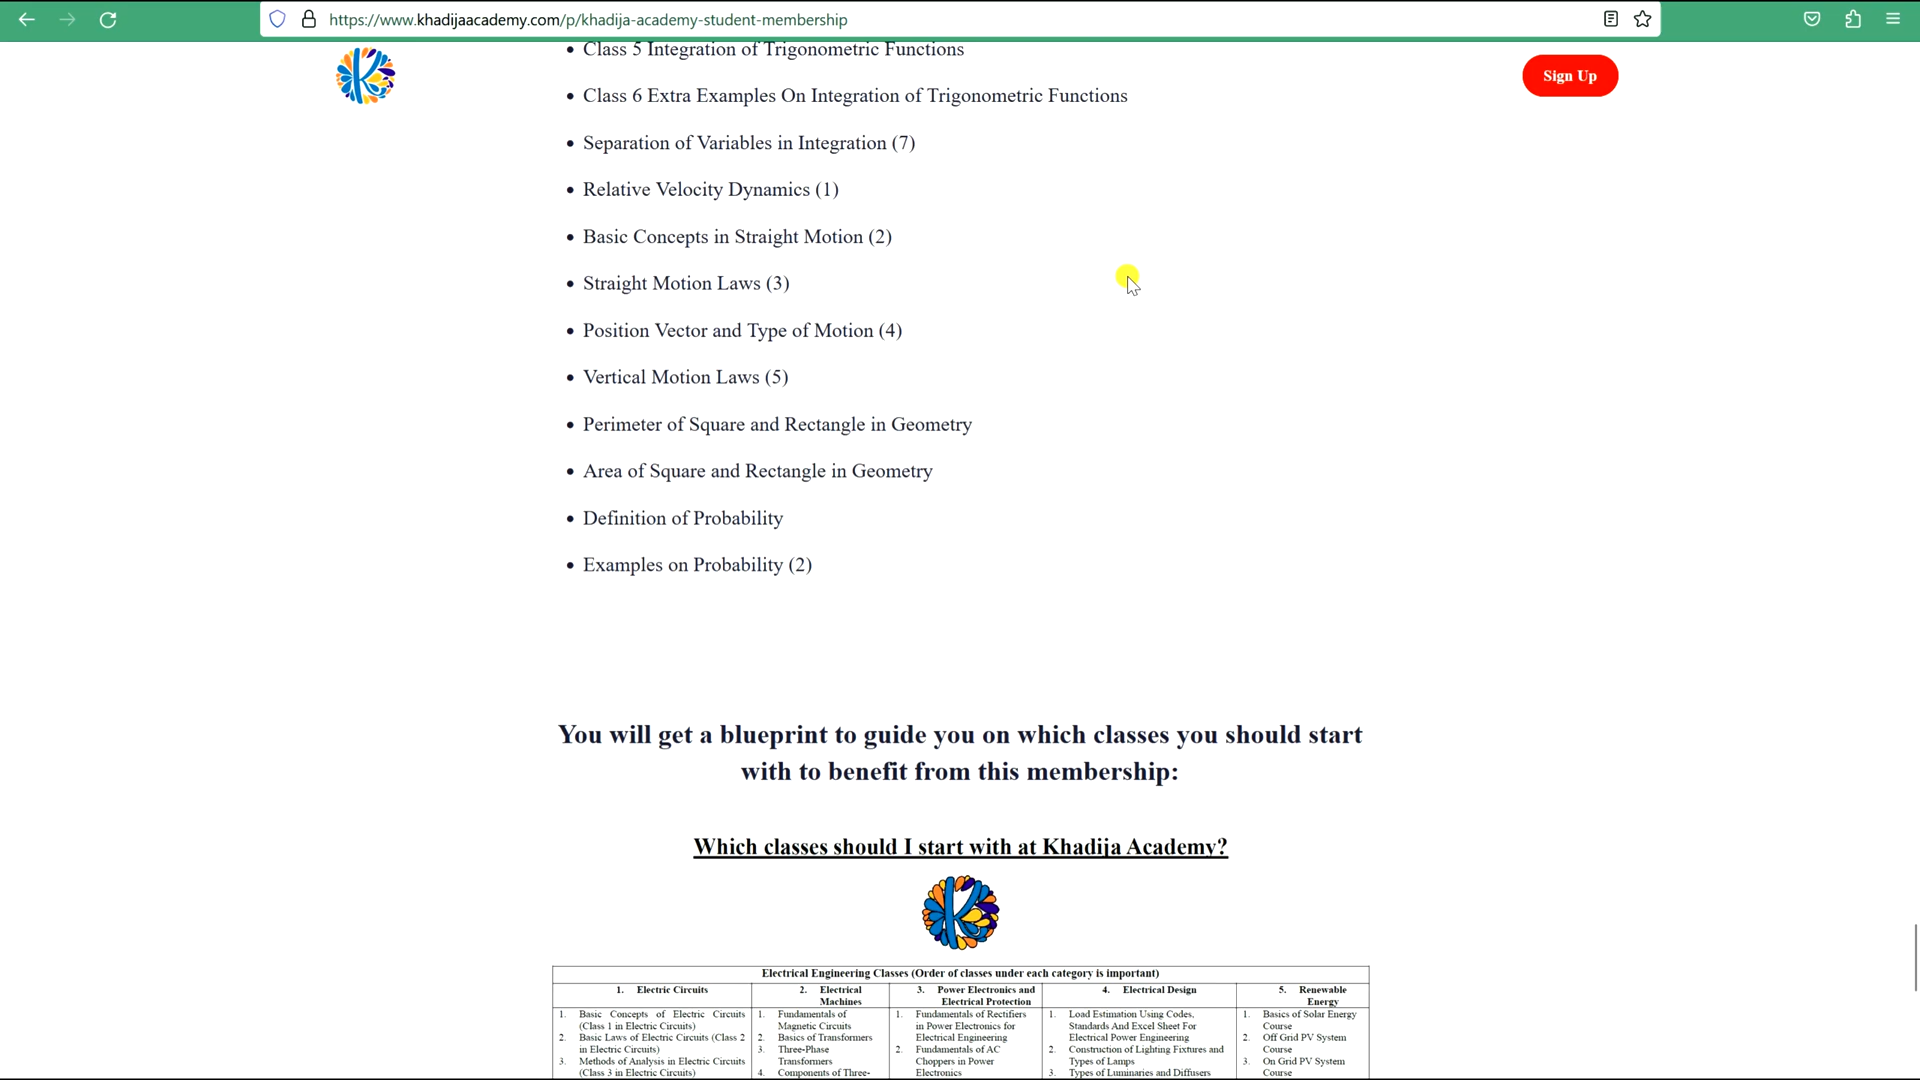 https://www.khadijaacademy.com/p/khadija-academy-student-membership
Class 5 Integration of Trigonometric Functions
Sign Up
Class 6 Extra Examples On Integration of Trigonometric Functions
Separation of Variables in Integration (7)
Relative Velocity Dynamics (1)
Basic Concepts in Straight Motion (2)
Straight Motion Laws (3)
Position Vector and Type of Motion (4)
Vertical Motion Laws (5)
Perimeter of Square and Rectangle in Geometry
Area of Square and Rectangle in Geometry
Definition of Probability
Examples on Probability (2)
You will get a blueprint to guide you on which classes you should start
with to benefit from this membership:
Which classes should I start with at Khadija Academy?
Electrical Engineering Classes (Order of classes under each category is important)
1. Electric Circuits
2. Electrical
Machines
3. Power Electronics and
Electrical Protection
4. Electrical Design
5. Renewable
Energy
1. Basic Concepts of Electric Circuits
(Class 1 in Electric Circuits)
2. Basic Laws of Electric Circuits (Class 2
in Electric Circuits)
3. Methods of Analysis in Electric Circuits
(Class 3 in Electric Circuits)
1. Fundamentals of
Magnetic Circuits
2. Basics of Transformers
3. Three-Phase
Transformers
4. Components of Three-
1. Fundamentals of Rectifiers
in Power Electronics for
Electrical Engineering
2. Fundamentals of AC
Choppers in Power
Electronics
1. Load Estimation Using Codes,
Standards And Excel Sheet For
Electrical Power Engineering
2. Construction of Lighting Fixtures and
Types of Lamps
3. Types of Luminaries and Diffusers
1. Basics of Solar Energy
Course
2. Off Grid PV System
Course
3. On Grid PV System
Course